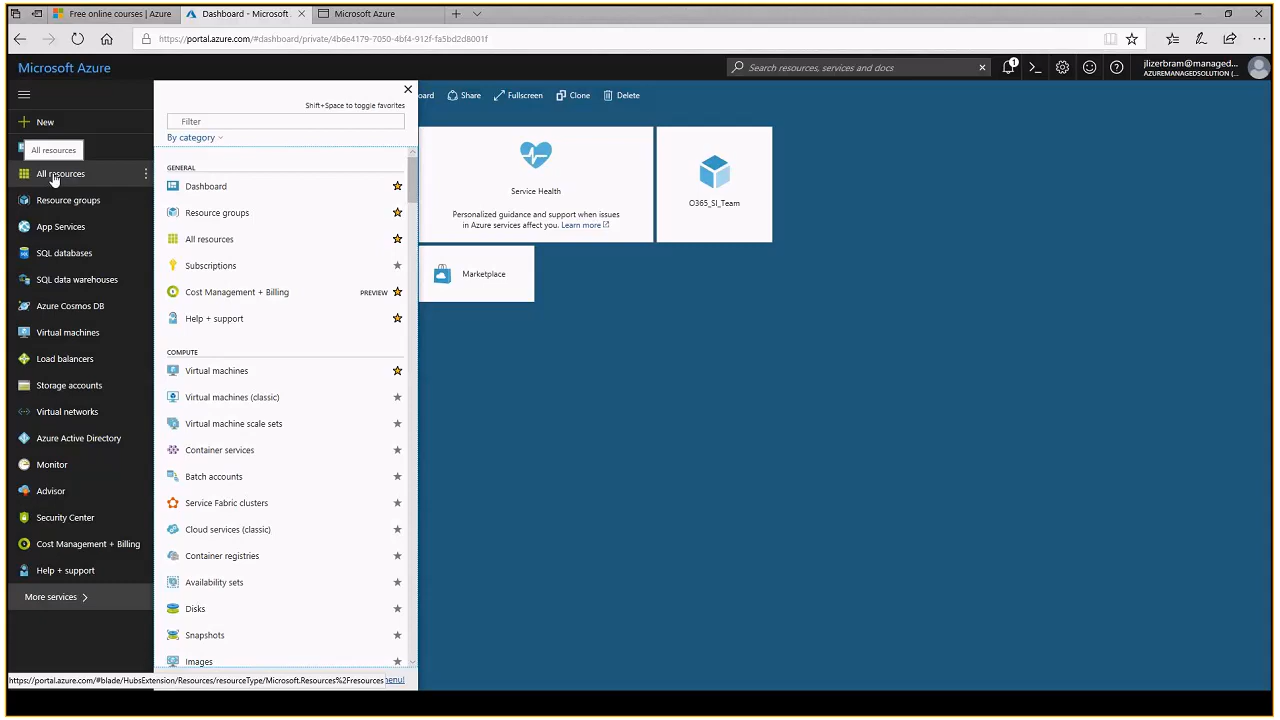 Free online courses | Azure
Dashboard - Microsoft
Microsoft Azure
https://portal.azure.com/#dashboard/private/4b6e4179-7050-4bf4-912f-fa5bd2d8001f
Microsoft Azure
Search resources, services and docs
1
jlizerbram@managed...
AZUREMANAGEDSOLUTION (...
New
All resources
All resources
Resource groups
App Services
SQL databases
SQL data warehouses
Azure Cosmos DB
Virtual machines
Load balancers
Storage accounts
Virtual networks
Azure Active Directory
Monitor
Advisor
Security Center
Cost Management + Billing
Help + support
More services
Shift+Space to toggle favorites
Filter
By category
GENERAL
Dashboard
Resource groups
All resources
Subscriptions
Cost Management + Billing PREVIEW
Help + support
COMPUTE
Virtual machines
Virtual machines (classic)
Virtual machine scale sets
Container services
Batch accounts
Service Fabric clusters
Cloud services (classic)
Container registries
Availability sets
Disks
Snapshots
Images
oard
Share
Fullscreen
Clone
Delete
Service Health
Personalized guidance and support when issues
in Azure services affect you. Learn more
O365_SI_Team
Marketplace
https://portal.azure.com/#blade/HubsExtension/Resources/resourceType/Microsoft.Resources%2Fresources
nenu!